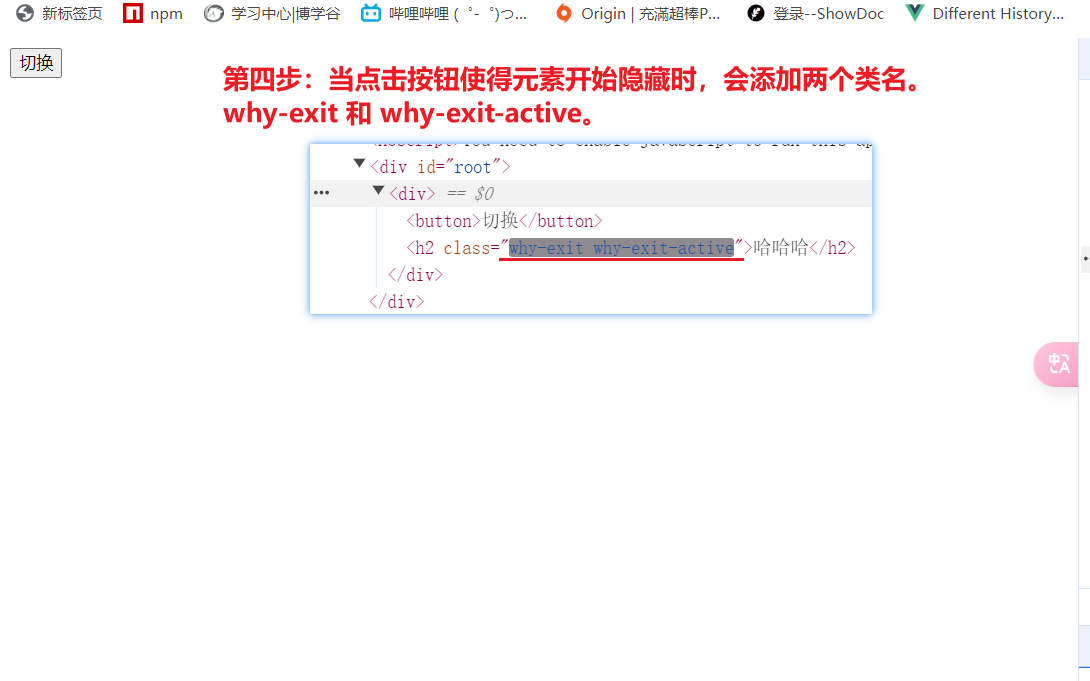 新标签页 npm 学习中心|博学谷 哔哩哔哩 ( ゜- ゜)つ... Origin | 充滿超棒P... 登录--ShowDoc Different History...
切换
第四步：当点击按钮使得元素开始隐藏时，会添加两个类名。
why-exit 和 why-exit-active。
▼<div id="root">
••• ▼<div> == $0
<button>切换</button>
<h2 class="why-exit why-exit-active">哈哈哈</h2>
</div>
</div>